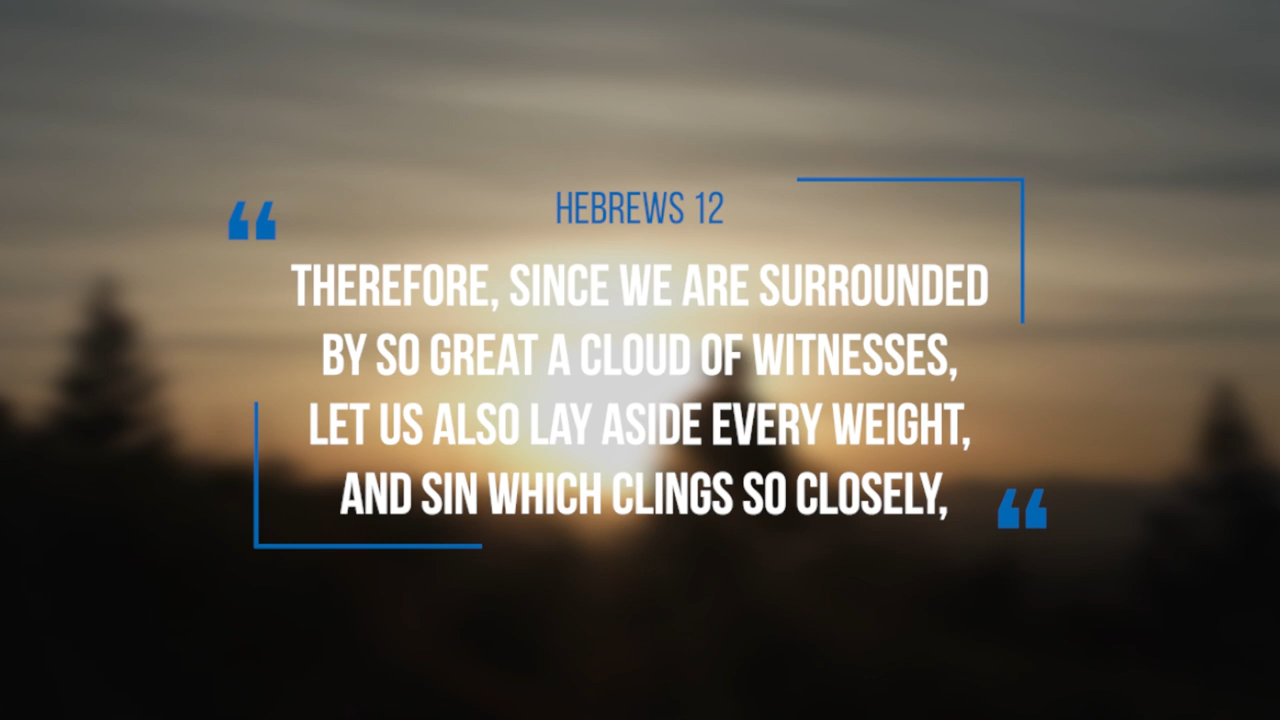 HEBREWS 12
“
THEREFORE, SINCE WE ARE SURROUNDED
BY SO GREAT A CLOUD OF WITNESSES,
LET US ALSO LAY ASIDE EVERY WEIGHT,
AND SIN WHICH CLINGS SO CLOSELY,
“